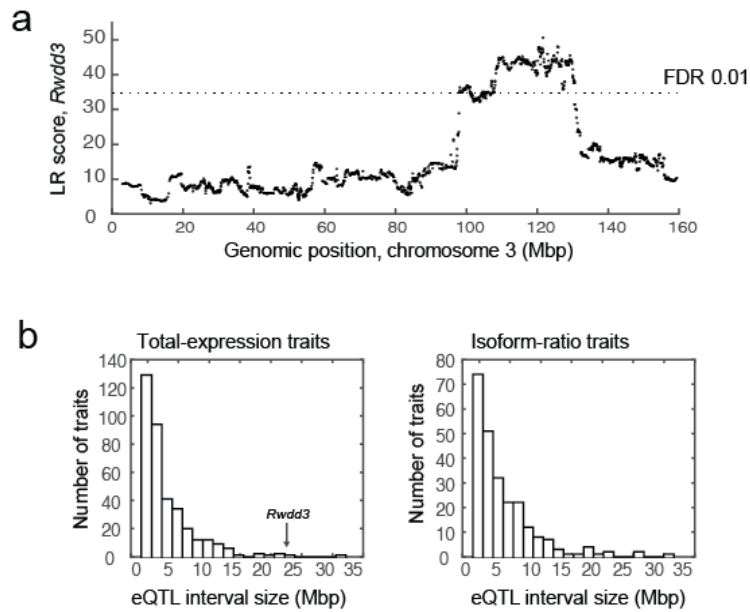 a
LR score, Rwdd3
50
40
30
20
10
0
FDR 0.01
0 20 40 60 80 100 120 140 160
Genomic position, chromosome 3 (Mbp)
b
Total-expression traits
Number of traits
140
120
100
80
60
40
20
0
Rwdd3
0 5 10 15 20 25 30 35
eQTL interval size (Mbp)
Isoform-ratio traits
Number of traits
80
70
60
50
40
30
20
10
0
0 5 10 15 20 25 30 35
eQTL interval size (Mbp)